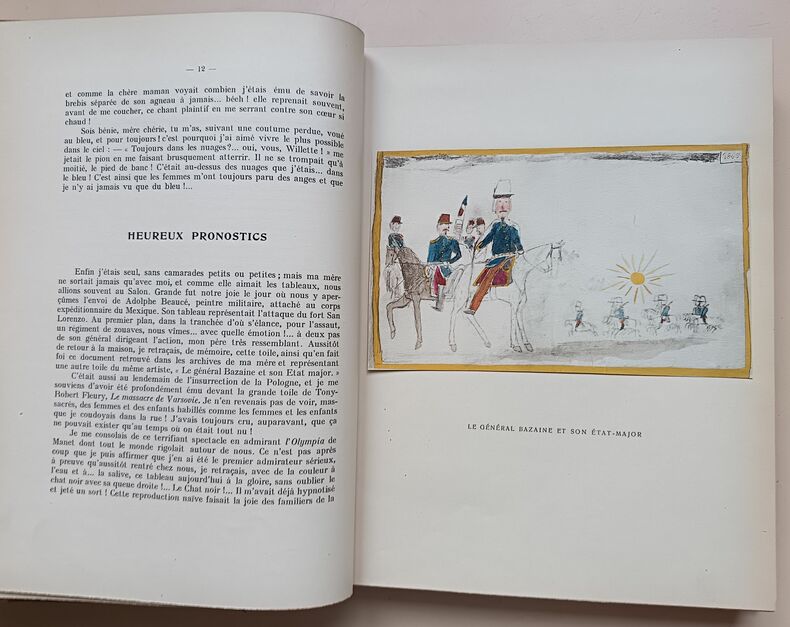 — 12 —
et comme la chère maman voyait combien j'étais ému de savoir la
brebis séparée de son agneau à jamais... bèèh ! elle reprenait souvent,
avant de me coucher, ce chant plaintif en me serrant contre son cœur si
chaud !
Sois bénie, mère chérie, tu m'as, suivant une coutume perdue, voué
au bleu, et pour toujours ! c'est pourquoi j'ai aimé vivre le plus possible
dans le ciel : — « Toujours dans les nuages ?... oui, vous, Willette ! » me
jetait le pion en me faisant brusquement atterrir. Il ne se trompait qu'à
moitié, le pied de banc ! C'était au-dessus des nuages que j'étais... dans
le bleu ! C'est ainsi que les femmes m'ont toujours paru des anges et que
je n'y ai jamais vu que du bleu !...
HEUREUX PRONOSTICS
Enfin j'étais seul, sans camarades petits ou petites ; mais ma mère
ne sortait jamais qu'avec moi, et comme elle aimait les tableaux, nous
allions souvent au Salon. Grande fut notre joie le jour où nous y aper-
çûmes l'envoi de Adolphe Beaucé, peintre militaire, attaché au corps
expéditionnaire du Mexique. Son tableau représentait l'attaque du fort San
Lorenzo. Au premier plan, dans la tranchée d'où s'élance, pour l'assaut,
un régiment de zouaves, nous vîmes... avec quelle émotion !... à deux pas
de son général dirigeant l'action, mon père très ressemblant. Aussitôt
de retour à la maison, je retraçais, de mémoire, cette toile, ainsi qu'en fait
foi ce document retrouvé dans les archives de ma mère et représentant
une autre toile du même artiste, « Le général Bazaine et son Etat major. »
C'était aussi au lendemain de l'insurrection de la Pologne, et je me
souviens d'avoir été profondément ému devant la grande toile de Tony-
Robert Fleury, Le massacre de Varsovie. Je n'en revenais pas de voir, mas-
sacrés, des femmes et des enfants habillés comme les femmes et les enfants
que je coudoyais dans la rue ! J'avais toujours cru, auparavant, que ça
ne pouvait exister qu'au temps où on était tout nu !
Je me consolais de ce terrifiant spectacle en admirant l'Olympia de
Manet dont tout le monde rigolait autour de nous. Ce n'est pas après
coup que je puis affirmer que j'en ai été le premier admirateur sérieux,
à preuve qu'aussitôt rentré chez nous, je retraçais, avec de la couleur à
l'eau et à... la salive, ce tableau aujourd'hui à la gloire, sans oublier le
chat noir avec sa queue droite !... Le Chat noir !... Il m'avait déjà hypnotisé
et jeté un sort ! Cette reproduction naïve faisait la joie des familiers de la
LE GÉNÉRAL BAZAINE ET SON ÉTAT-MAJOR